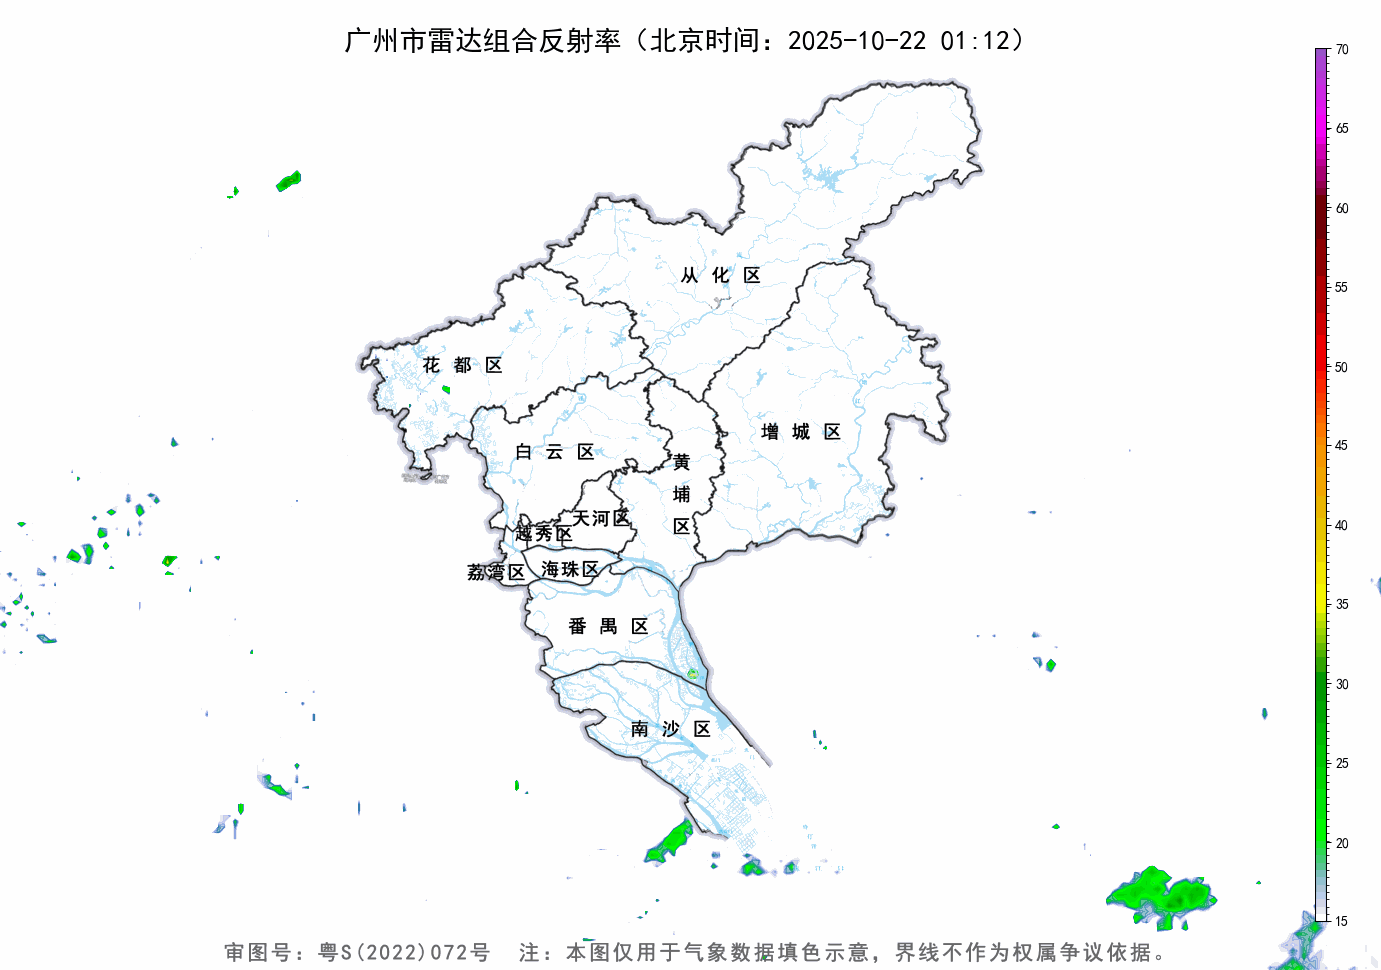 广州市雷达组合反射率（北京时间：2025-10-22 01:12）
70
65
60
55
50
45
40
35
30
25
20
15
从化区
花都区
增城区
白云区
黄埔区
天河区
越秀区
海珠区
荔湾区
番禺区
南沙区
审图号：粤S(2022)072号 注：本图仅用于气象数据填色示意，界线不作为权属争议依据。